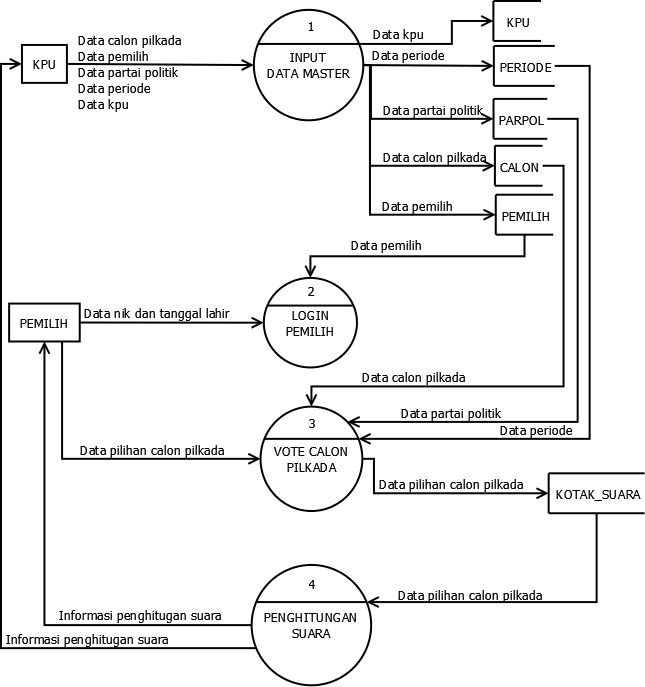 1
INPUT
DATA MASTER
KPU
Data calon pilkada
Data pemilih
Data partai politik
Data periode
Data kpu
Data kpu
KPU
Data periode
PERIODE
Data partai politik
PARPOL
Data calon pilkada
CALON
Data pemilih
PEMILIH
Data pemilih
2
LOGIN
PEMILIH
PEMILIH
Data nik dan tanggal lahir
Data calon pilkada
Data partai politik
Data periode
3
VOTE CALON
PILKADA
Data pilihan calon pilkada
Data pilihan calon pilkada
KOTAK_SUARA
Data pilihan calon pilkada
4
PENGHITUNGAN
SUARA
Informasi penghitugan suara
Informasi penghitugan suara